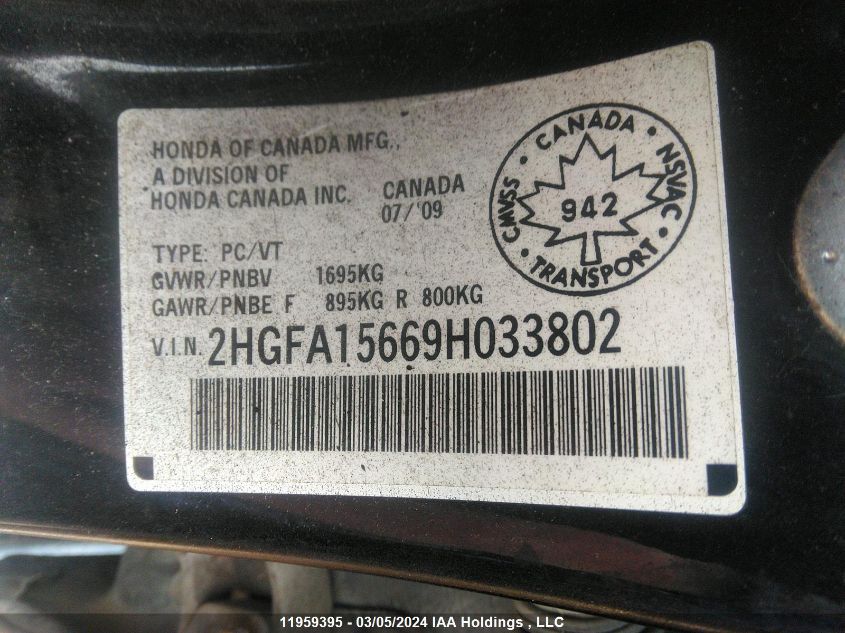 HONDA OF CANADA MFG.,
A DIVISION OF
HONDA CANADA INC.
CANADA
07/'09
CANADA • NSVAC • TRANSPORT • CMVSS •
942
TYPE: PC/VT
GVWR/PNBV 1695KG
GAWR/PNBE F 895KG R 800KG
V.I.N. 2HGFA15669H033802
11959395 - 03/05/2024 IAA Holdings , LLC